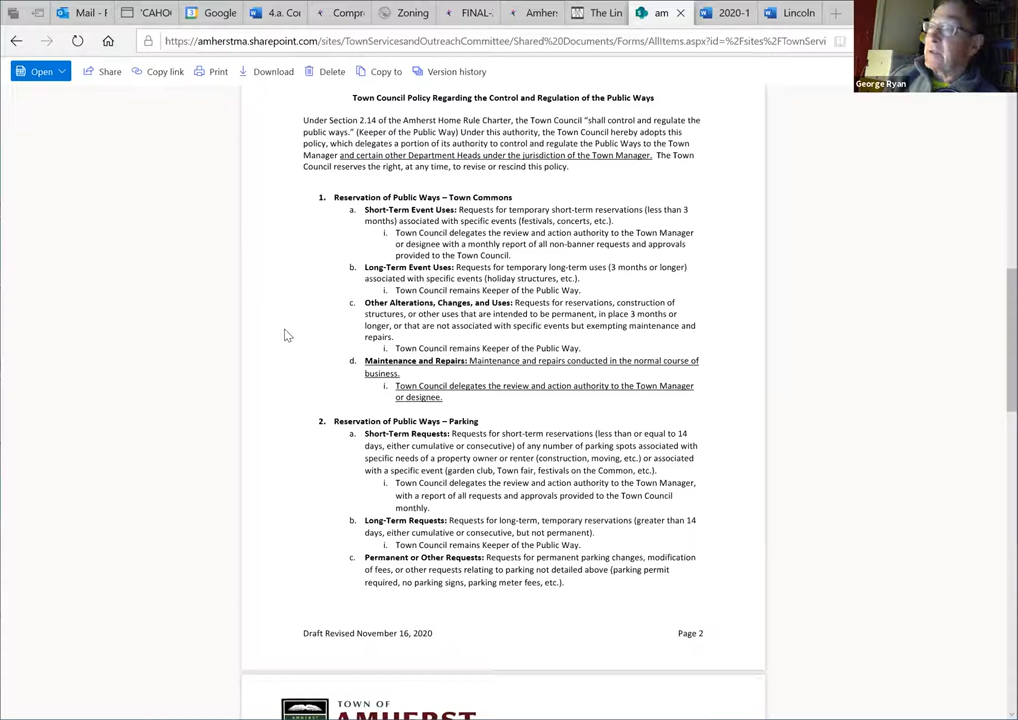 Mail - F
'CAHO
Google
4.a. Cor
Compr
Zoning
FINAL-
Amher:
The Lin
am
2020-1
Lincoln
https://amherstma.sharepoint.com/sites/TownServicesandOutreachCommittee/Shared%20Documents/Forms/AllItems.aspx?id=%2Fsites%2FTownServi
Open
Share
Copy link
Print
Download
Delete
Copy to
Version history
George Ryan
Town Council Policy Regarding the Control and Regulation of the Public Ways
Under Section 2.14 of the Amherst Home Rule Charter, the Town Council “shall control and regulate the
public ways.” (Keeper of the Public Way) Under this authority, the Town Council hereby adopts this
policy, which delegates a portion of its authority to control and regulate the Public Ways to the Town
Manager and certain other Department Heads under the jurisdiction of the Town Manager. The Town
Council reserves the right, at any time, to revise or rescind this policy.
1. Reservation of Public Ways – Town Commons
a. Short-Term Event Uses: Requests for temporary short-term reservations (less than 3
months) associated with specific events (festivals, concerts, etc.).
i. Town Council delegates the review and action authority to the Town Manager
or designee with a monthly report of all non-banner requests and approvals
provided to the Town Council.
b. Long-Term Event Uses: Requests for temporary long-term uses (3 months or longer)
associated with specific events (holiday structures, etc.).
i. Town Council remains Keeper of the Public Way.
c. Other Alterations, Changes, and Uses: Requests for reservations, construction of
structures, or other uses that are intended to be permanent, in place 3 months or
longer, or that are not associated with specific events but exempting maintenance and
repairs.
i. Town Council remains Keeper of the Public Way.
d. Maintenance and Repairs: Maintenance and repairs conducted in the normal course of
business.
i. Town Council delegates the review and action authority to the Town Manager
or designee.
2. Reservation of Public Ways – Parking
a. Short-Term Requests: Requests for short-term reservations (less than or equal to 14
days, either cumulative or consecutive) of any number of parking spots associated with
specific needs of a property owner or renter (construction, moving, etc.) or associated
with a specific event (garden club, Town fair, festivals on the Common, etc.).
i. Town Council delegates the review and action authority to the Town Manager,
with a report of all requests and approvals provided to the Town Council
monthly.
b. Long-Term Requests: Requests for long-term, temporary reservations (greater than 14
days, either cumulative or consecutive, but not permanent).
i. Town Council remains Keeper of the Public Way.
c. Permanent or Other Requests: Requests for permanent parking changes, modification
of fees, or other requests relating to parking not detailed above (parking permit
required, no parking signs, parking meter fees, etc.).
Draft Revised November 16, 2020
Page 2
TOWN OF
AMHERST